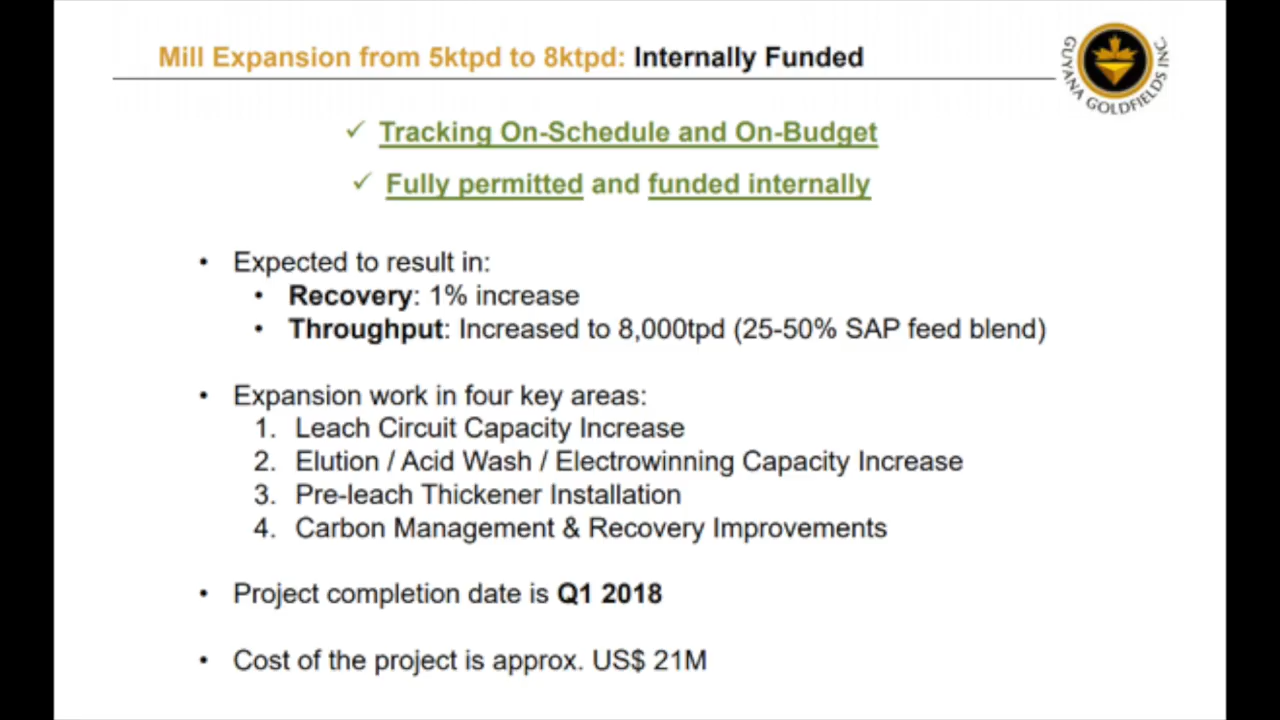 Mill Expansion from 5ktpd to 8ktpd: Internally Funded
GUYANA GOLDFIELDS INC.
✓ Tracking On-Schedule and On-Budget
✓ Fully permitted and funded internally
• Expected to result in:
• Recovery: 1% increase
• Throughput: Increased to 8,000tpd (25-50% SAP feed blend)
• Expansion work in four key areas:
1. Leach Circuit Capacity Increase
2. Elution / Acid Wash / Electrowinning Capacity Increase
3. Pre-leach Thickener Installation
4. Carbon Management & Recovery Improvements
• Project completion date is Q1 2018
• Cost of the project is approx. US$ 21M